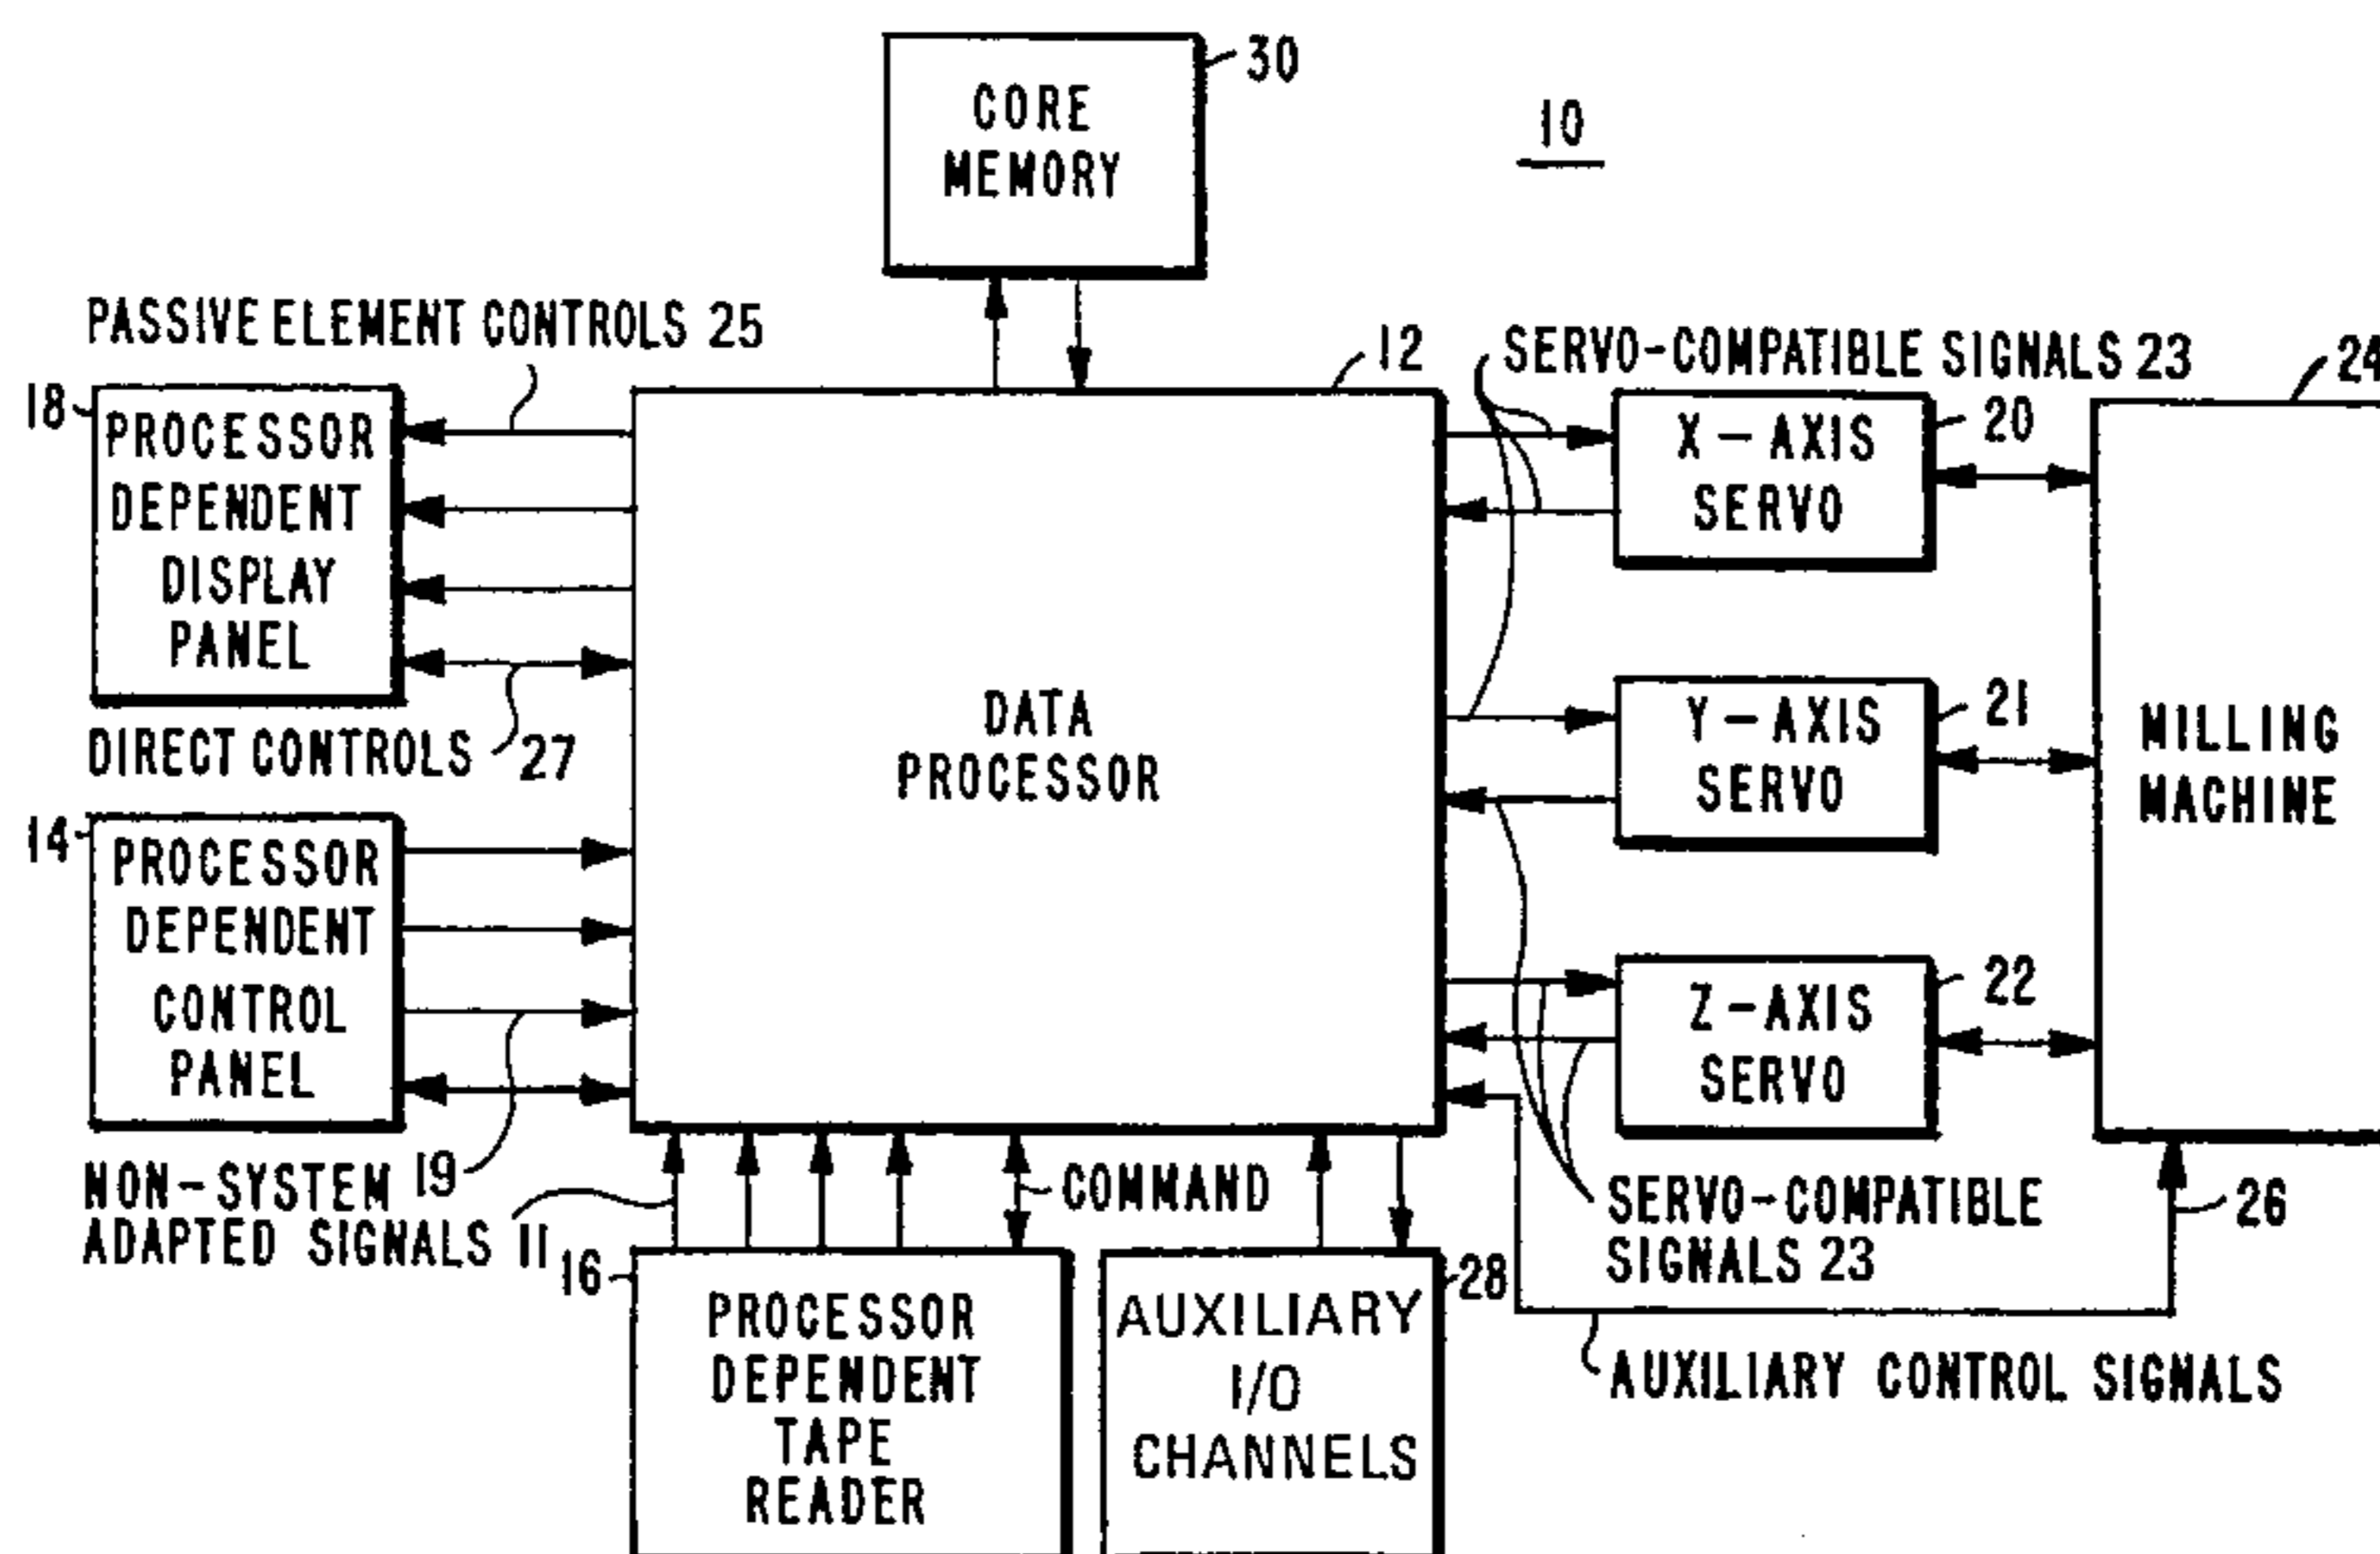 CORE
MEMORY
30
10
PASSIVE ELEMENT CONTROLS 25
12
SERVO-COMPATIBLE SIGNALS 23
24
18
PROCESSOR
DEPENDENT
DISPLAY
PANEL
X-AXIS
SERVO
20
DIRECT CONTROLS 27
DATA
PROCESSOR
Y-AXIS
SERVO
21
MILLING
MACHINE
14
PROCESSOR
DEPENDENT
CONTROL
PANEL
Z-AXIS
SERVO
22
NON-SYSTEM 19
ADAPTED SIGNALS 11
COMMAND
SERVO-COMPATIBLE
SIGNALS 23
26
16
PROCESSOR
DEPENDENT
TAPE
READER
28
AUXILIARY
I/O
CHANNELS
AUXILIARY CONTROL SIGNALS